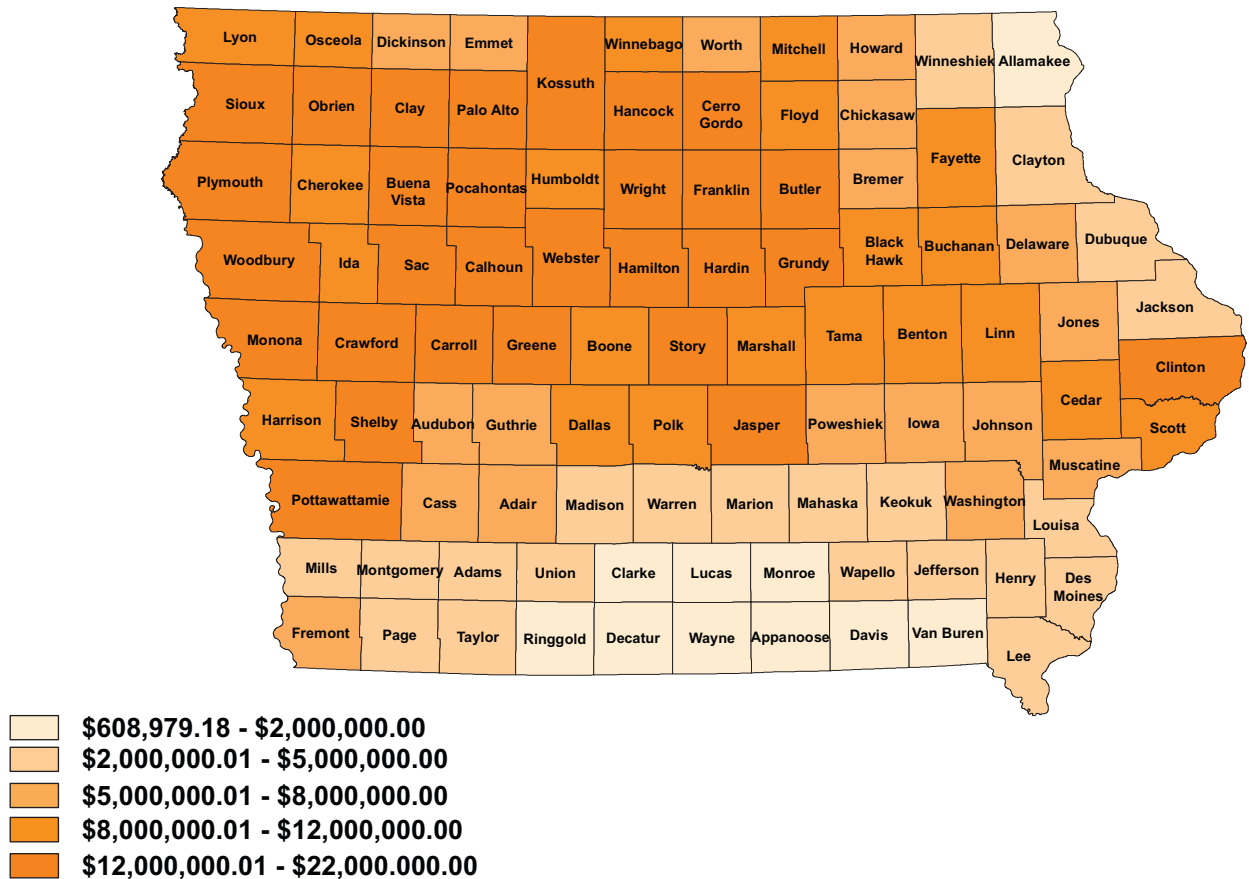 Lyon
Osceola
Dickinson
Emmet
Kossuth
Winnebago
Worth
Mitchell
Howard
Winneshiek
Allamakee
Sioux
Obrien
Clay
Palo Alto
Hancock
Cerro
Gordo
Floyd
Chickasaw
Fayette
Clayton
Plymouth
Cherokee
Buena
Vista
Pocahontas
Humboldt
Wright
Franklin
Butler
Bremer
Woodbury
Ida
Sac
Calhoun
Webster
Hamilton
Hardin
Grundy
Black
Hawk
Buchanan
Delaware
Dubuque
Monona
Crawford
Carroll
Greene
Boone
Story
Marshall
Tama
Benton
Linn
Jones
Jackson
Clinton
Harrison
Shelby
Audubon
Guthrie
Dallas
Polk
Jasper
Poweshiek
Iowa
Johnson
Cedar
Scott
Muscatine
Pottawattamie
Cass
Adair
Madison
Warren
Marion
Mahaska
Keokuk
Washington
Louisa
Mills
Montgomery
Adams
Union
Clarke
Lucas
Monroe
Wapello
Jefferson
Henry
Des
Moines
Fremont
Page
Taylor
Ringgold
Decatur
Wayne
Appanoose
Davis
Van Buren
Lee
$608,979.18 - $2,000,000.00
$2,000,000.01 - $5,000,000.00
$5,000,000.01 - $8,000,000.00
$8,000,000.01 - $12,000,000.00
$12,000,000.01 - $22,000.000.00